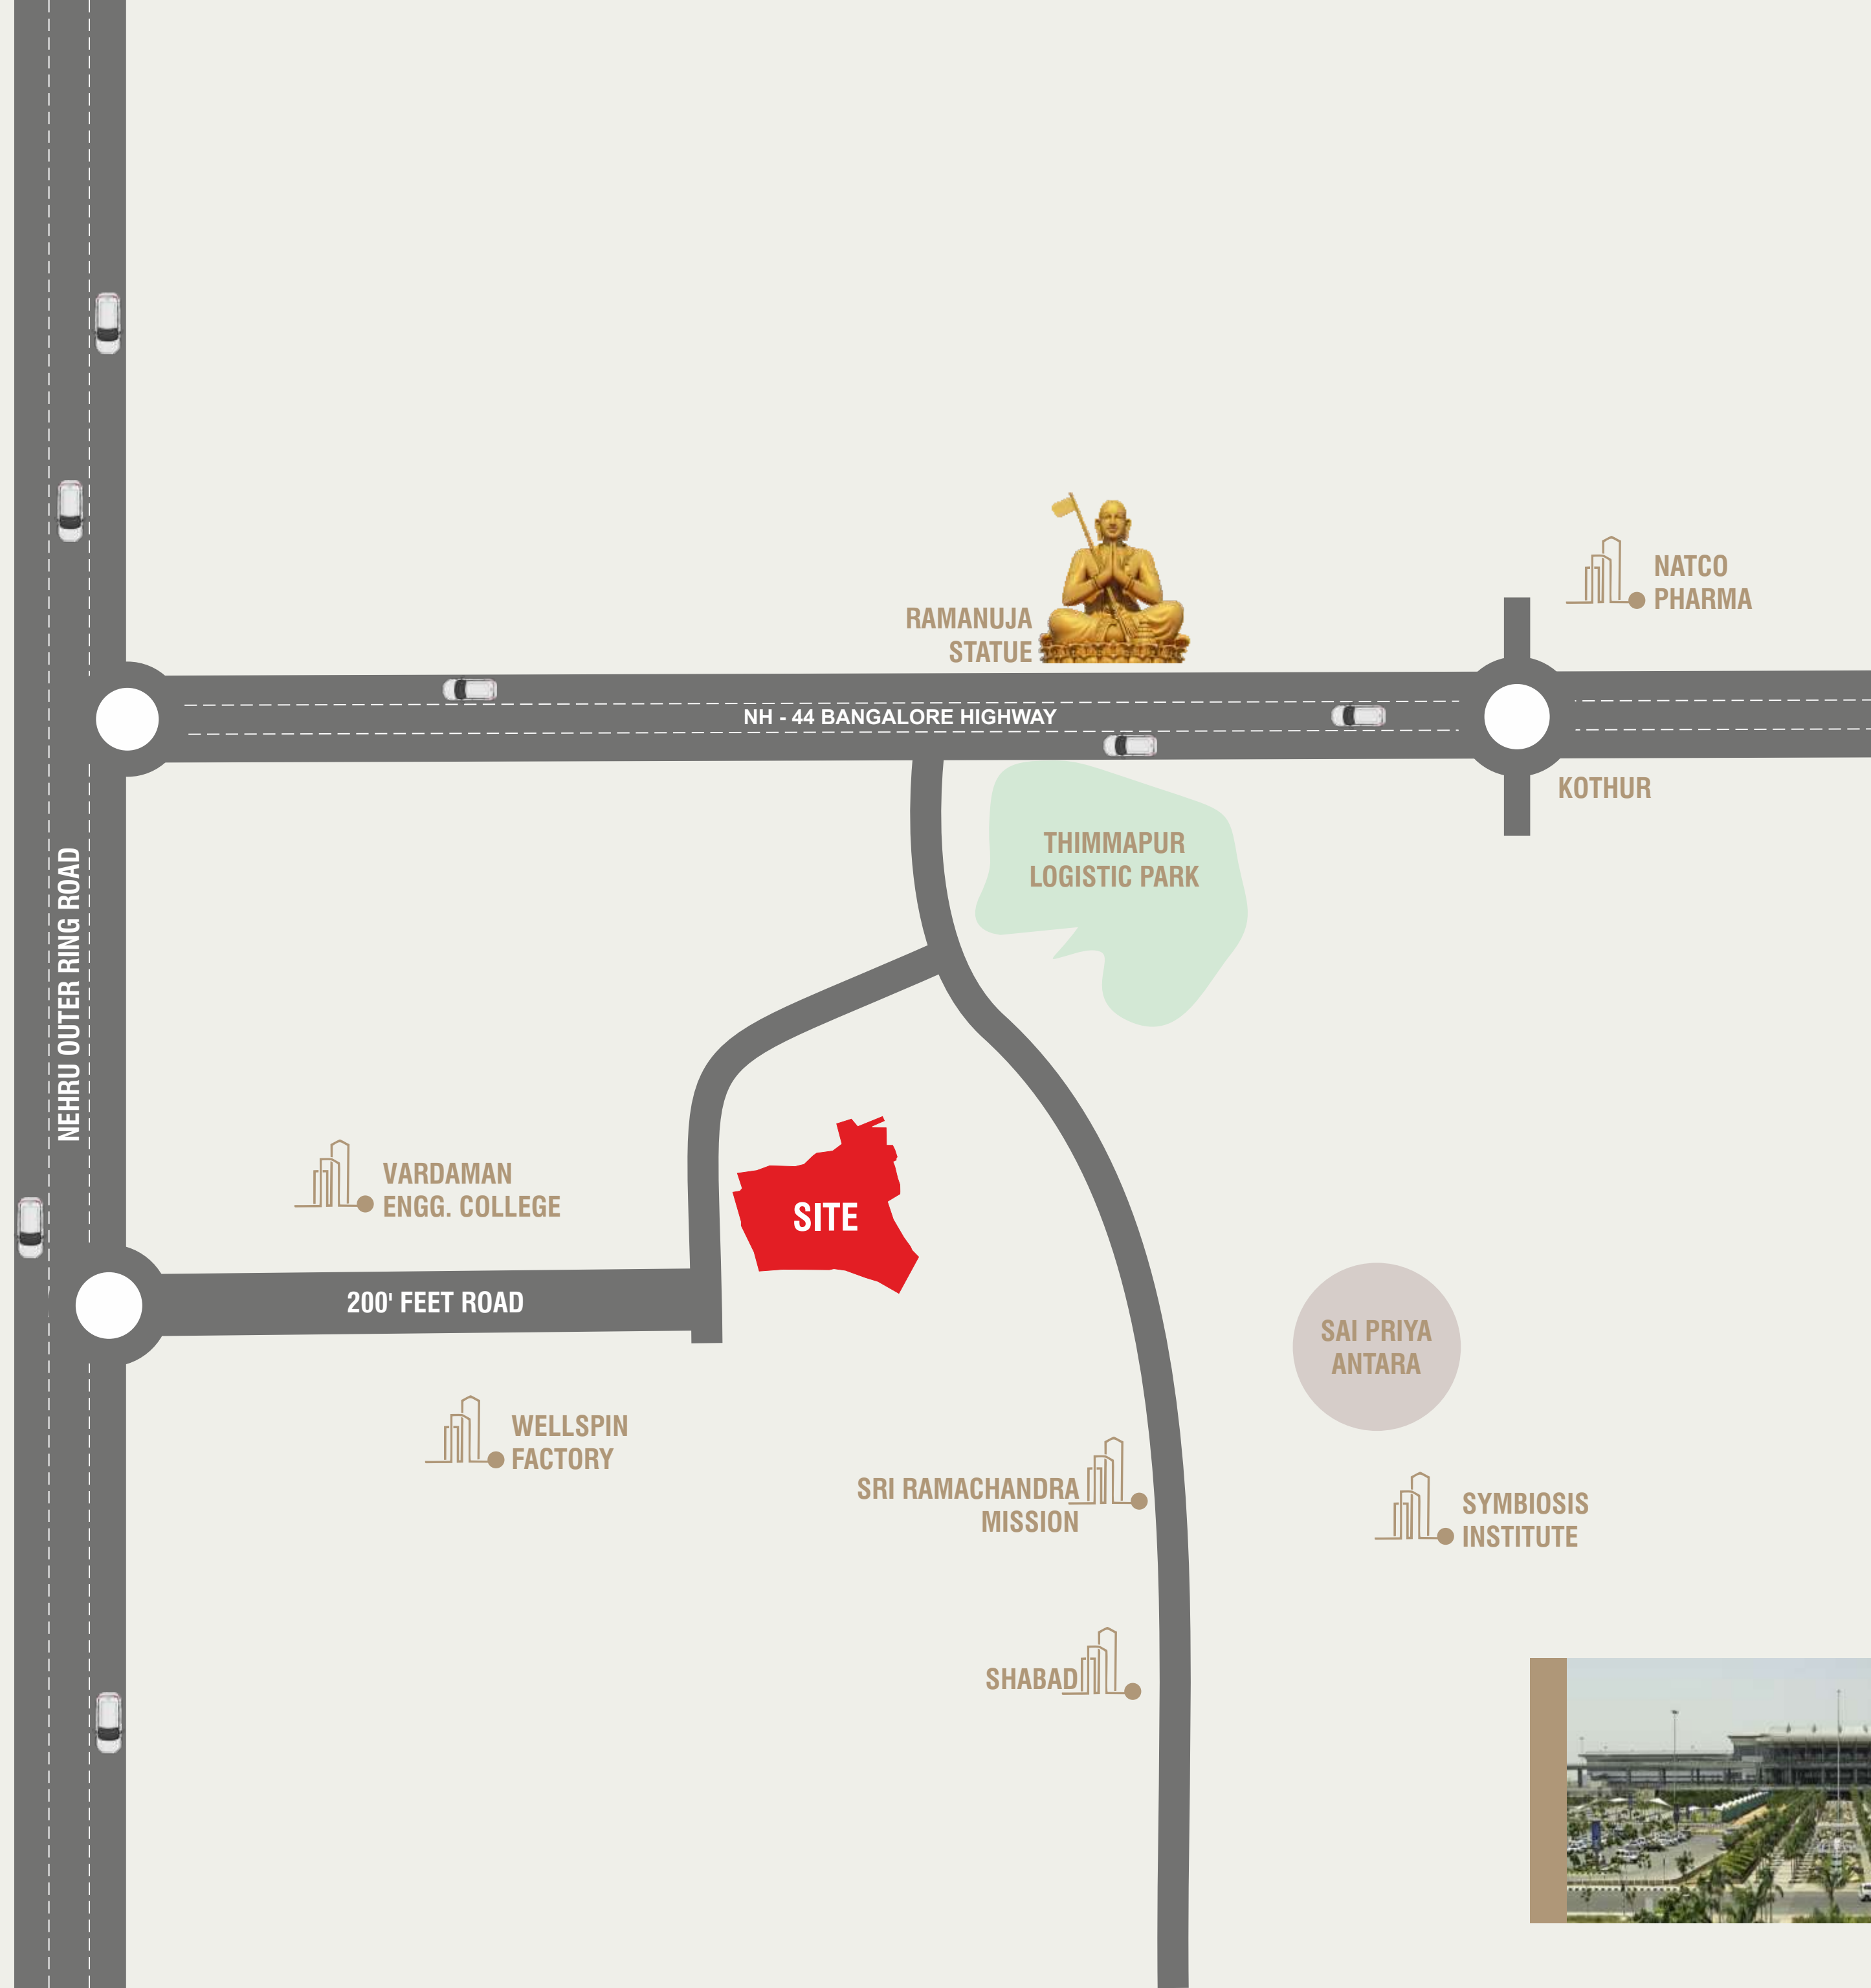 NATCO
PHARMA
RAMANUJA
STATUE
NH - 44 BANGALORE HIGHWAY
KOTHUR
THIMMAPUR
LOGISTIC PARK
NEHRU OUTER RING ROAD
VARDAMAN
ENGG. COLLEGE
SITE
200' FEET ROAD
SAI PRIYA
ANTARA
WELLSPIN
FACTORY
SRI RAMACHANDRA
MISSION
SYMBIOSIS
INSTITUTE
SHABAD